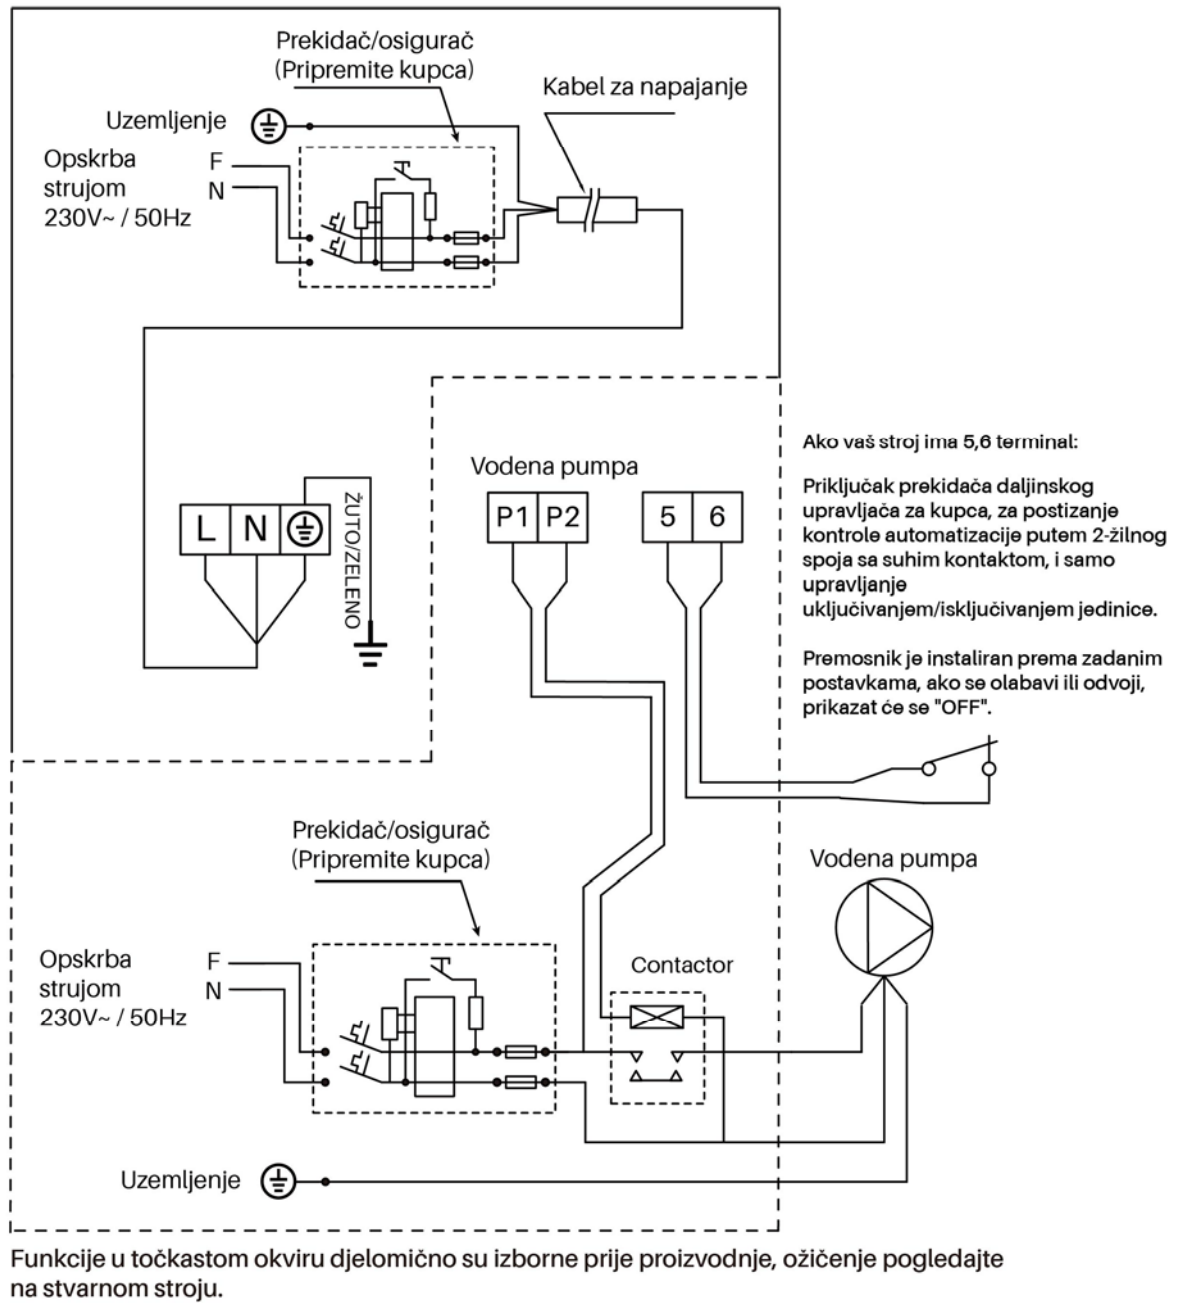 Prekidač/osigurač
(Pripremite kupca)
Kabel za napajanje
Uzemljenje
Opskrba
strujom
230V~ / 50Hz
F
N
L N
ŽUTO/ZELENO
Vodena pumpa
P1 P2
5 6
Ako vaš stroj ima 5,6 terminal:
Priključak prekidača daljinskog
upravljača za kupca, za postizanje
kontrole automatizacije putem 2-žilnog
spoja sa suhim kontaktom, i samo
upravljanje
uključivanjem/isključivanjem jedinice.
Premosnik je instaliran prema zadanim
postavkama, ako se olabavi ili odvoji,
prikazat će se "OFF".
Prekidač/osigurač
(Pripremite kupca)
Vodena pumpa
Opskrba
strujom
230V~ / 50Hz
F
N
Contactor
Uzemljenje
Funkcije u točkastom okviru djelomično su izborne prije proizvodnje, ožičenje pogledajte
na stvarnom stroju.